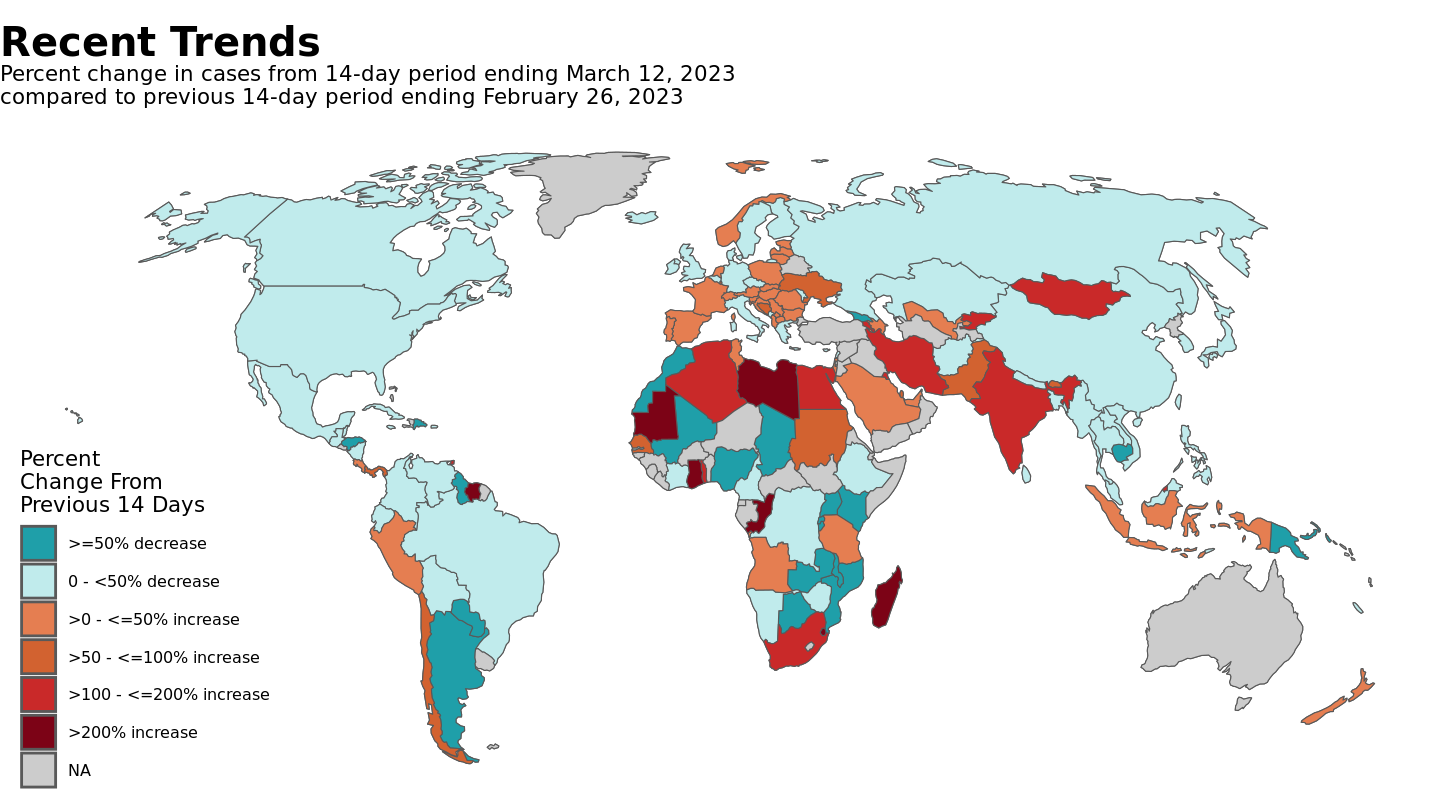 Recent Trends
Percent change in cases from 14-day period ending March 12, 2023
compared to previous 14-day period ending February 26, 2023
Percent
Change From
Previous 14 Days
>=50% decrease
0 - <50% decrease
>0 - <=50% increase
>50 - <=100% increase
>100 - <=200% increase
>200% increase
NA